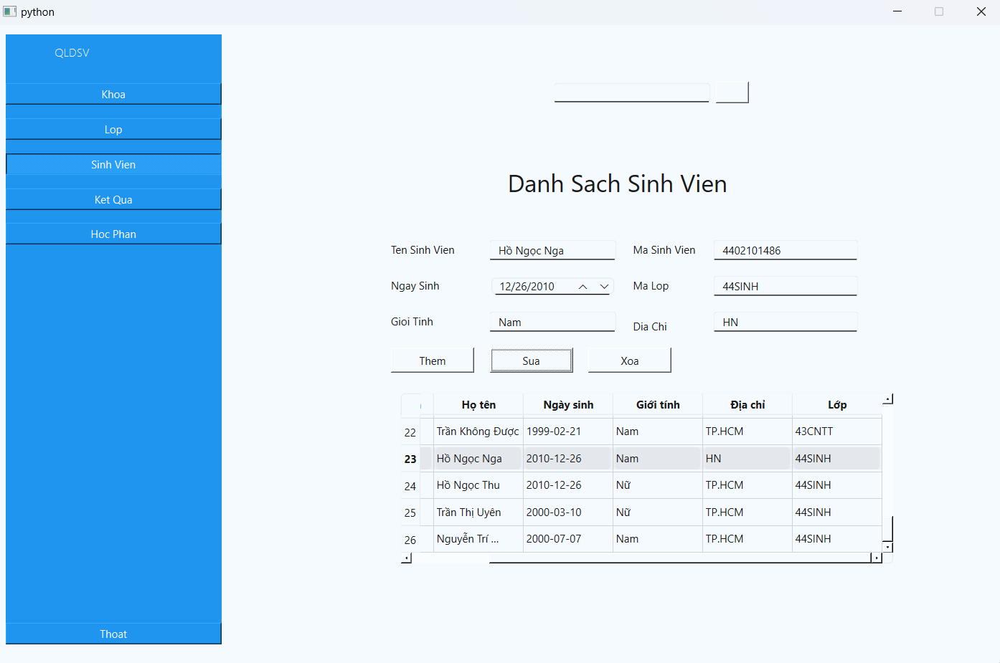 python
QLDSV
Khoa
Lop
Sinh Vien
Ket Qua
Hoc Phan
Thoat
Danh Sach Sinh Vien
Ten Sinh Vien Hồ Ngọc Nga Ma Sinh Vien 4402101486
Ngay Sinh 12/26/2010 Ma Lop 44SINH
Gioi Tinh Nam Dia Chi HN
Them Sua Xoa
Họ tên Ngày sinh Giới tính Địa chỉ Lớp
22 Trần Không Được 1999-02-21 Nam TP.HCM 43CNTT
23 Hồ Ngọc Nga 2010-12-26 Nam HN 44SINH
24 Hồ Ngọc Thu 2010-12-26 Nữ TP.HCM 44SINH
25 Trần Thị Uyên 2000-03-10 Nữ TP.HCM 44SINH
26 Nguyễn Trí ... 2000-07-07 Nam TP.HCM 44SINH